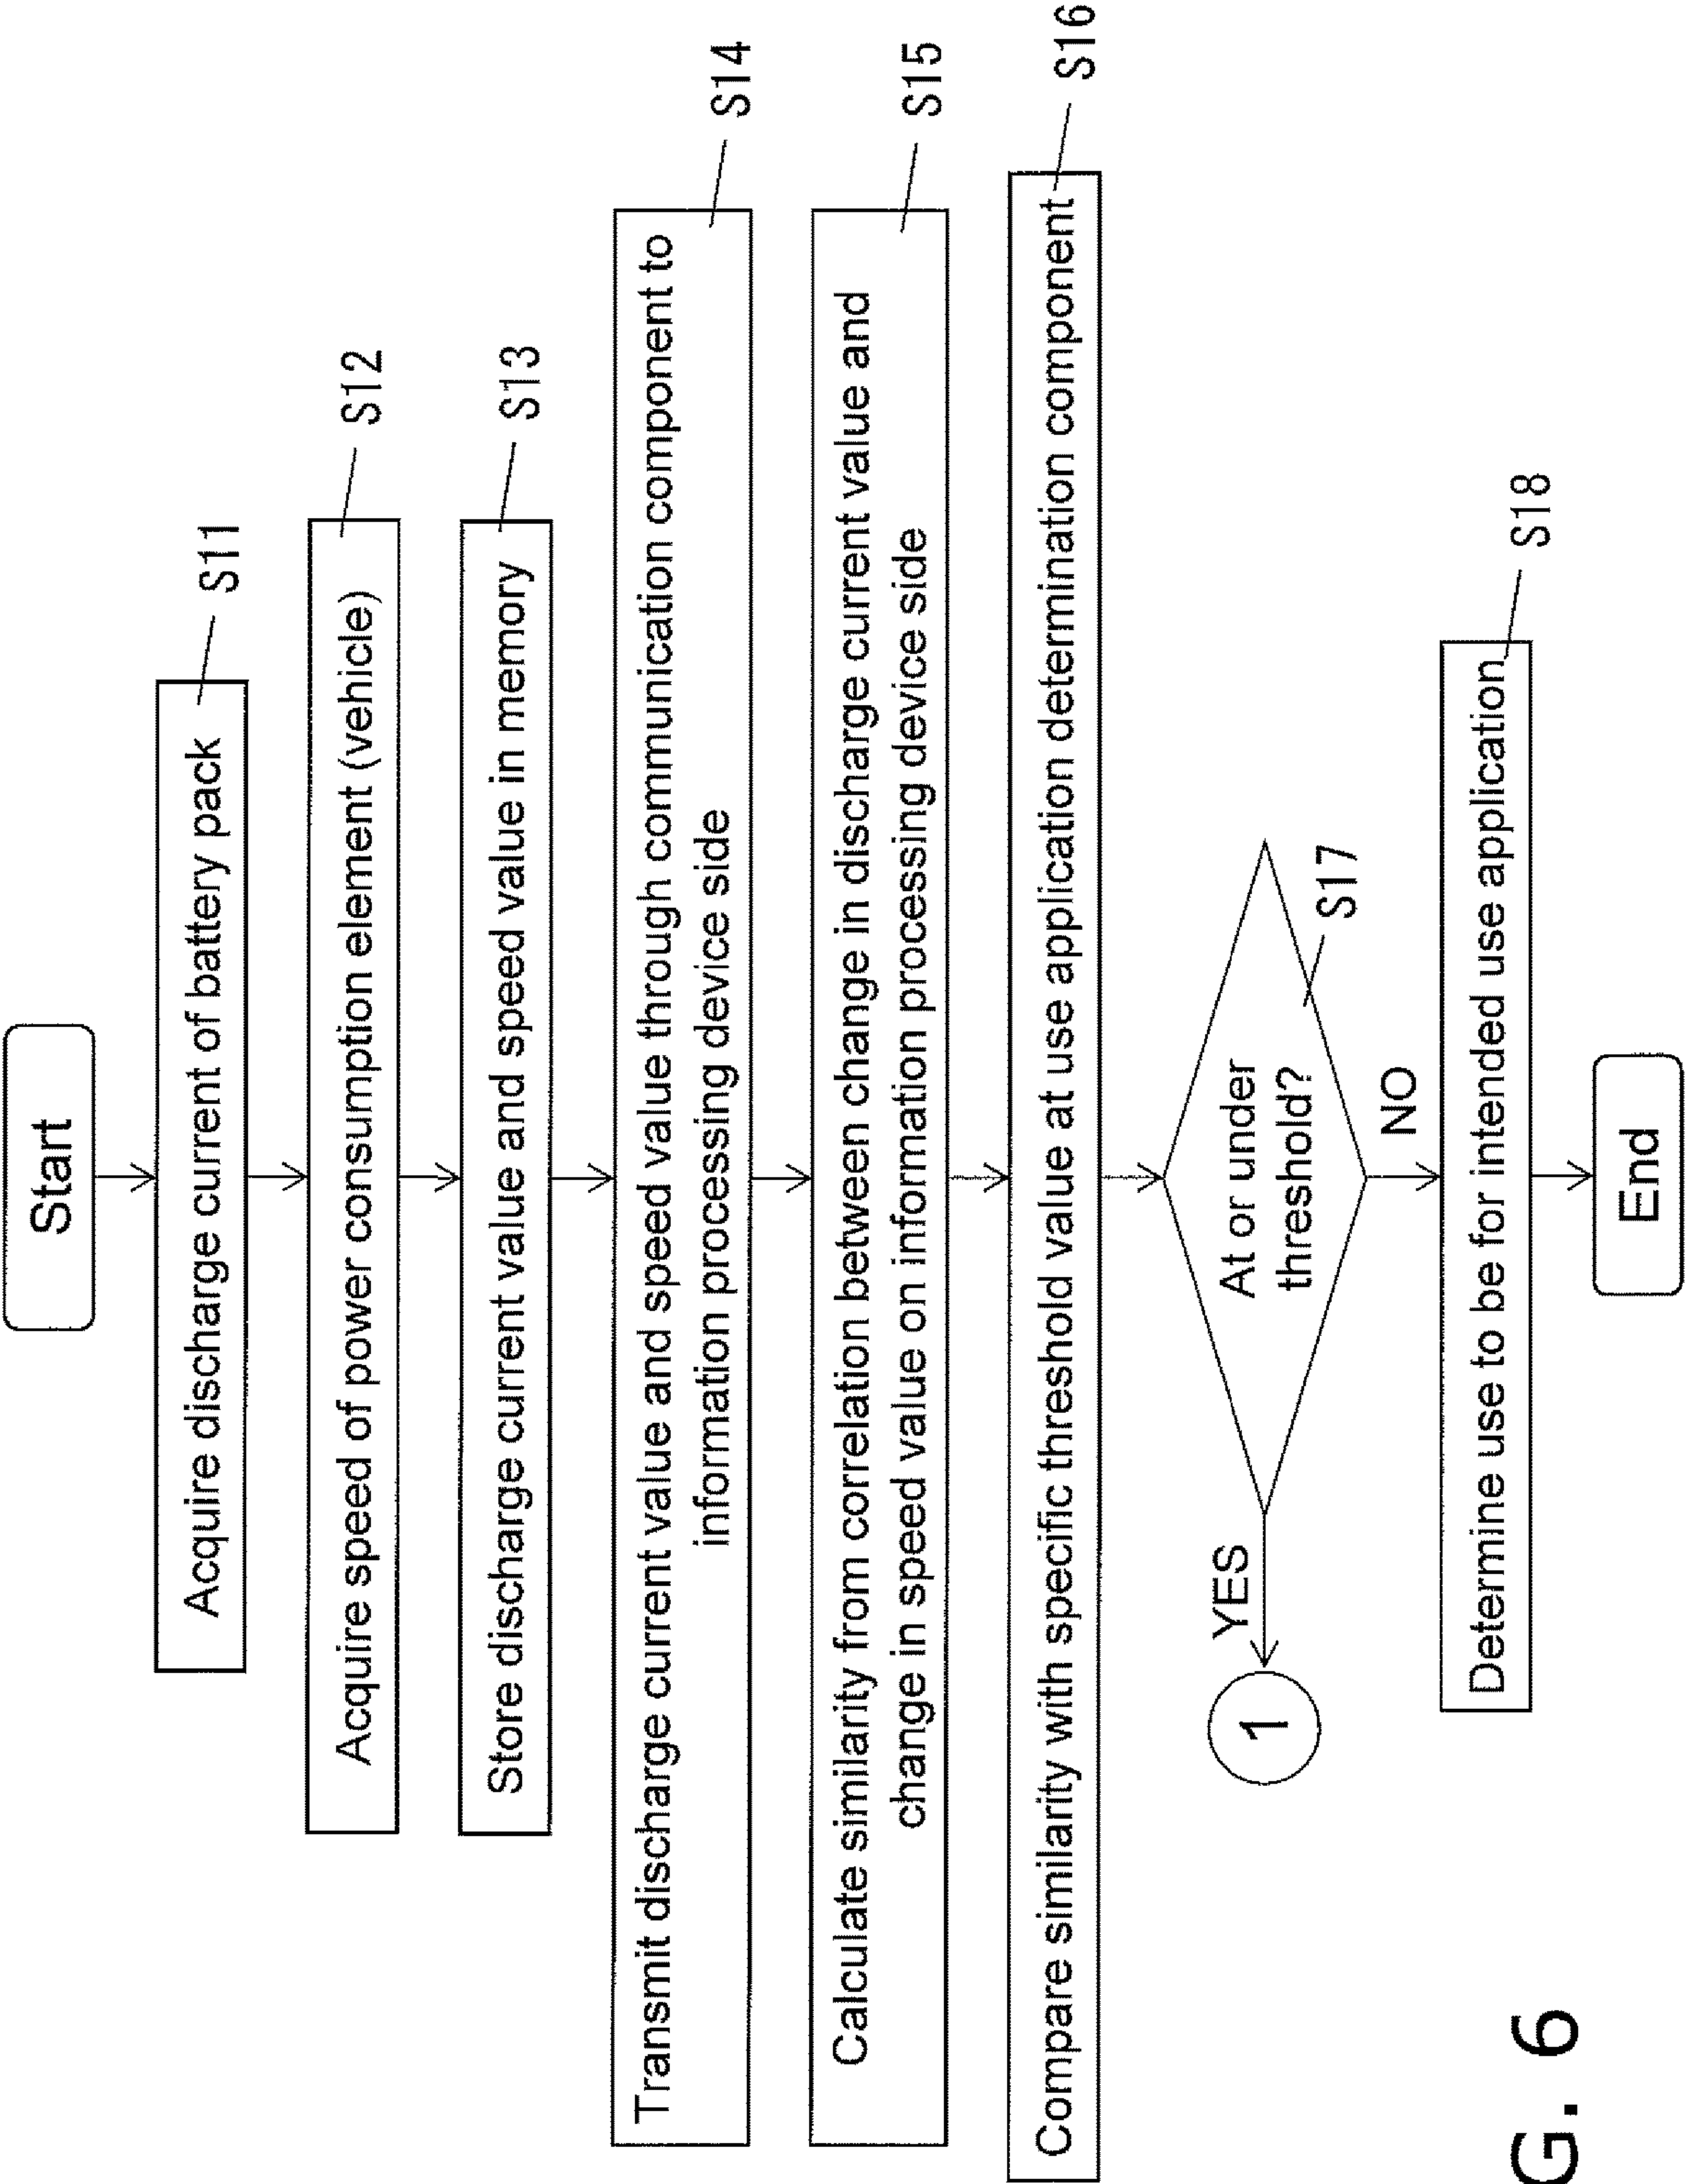 Start
Acquire discharge current of battery pack
S11
Acquire speed of power consumption element (vehicle)
S12
Store discharge current value and speed value in memory
S13
Transmit discharge current value and speed value through communication component to
information processing device side
S14
Calculate similarity from correlation between change in discharge current value and
change in speed value on information processing device side
S15
Compare similarity with specific threshold value at use application determination component
S16
At or under
threshold?
S17
YES
1
NO
Determine use to be for intended use application
S18
End
G. 6